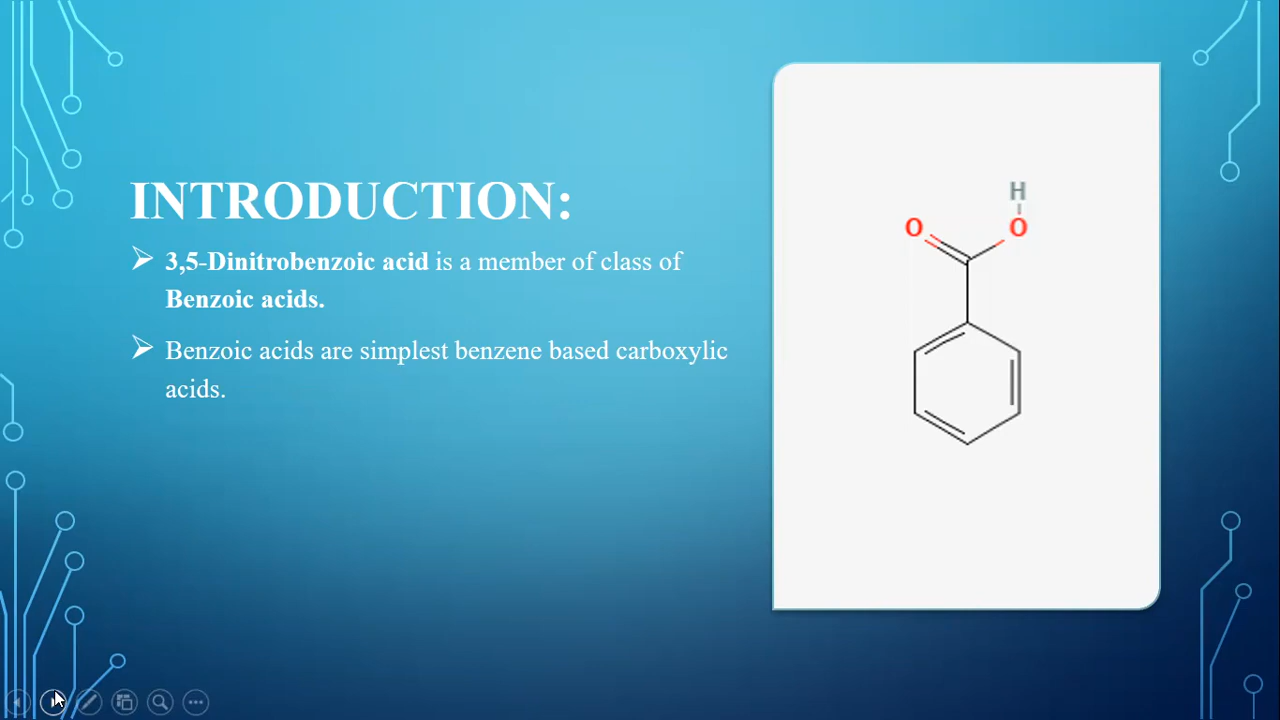 INTRODUCTION:
3,5-Dinitrobenzoic acid is a member of class of
Benzoic acids.
Benzoic acids are simplest benzene based carboxylic
acids.
H
O O